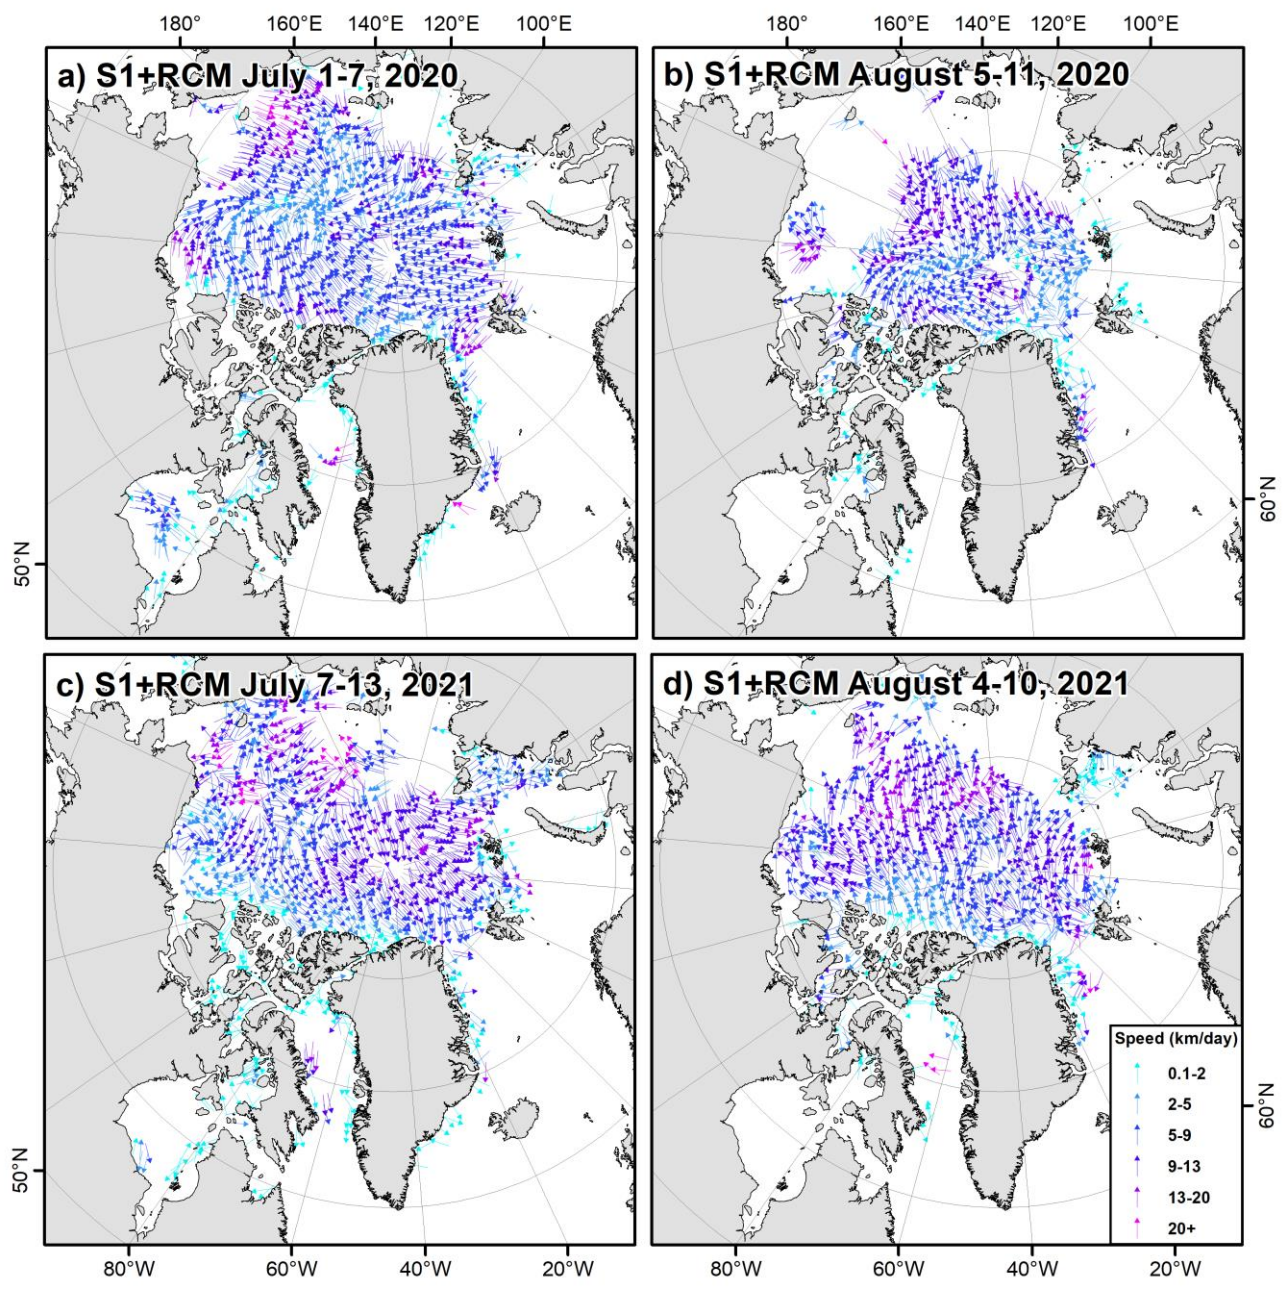 180° 160°E 140°E 120°E 100°E 180° 160°E 140°E 120°E 100°E
a) S1+RCM July 1-7, 2020
b) S1+RCM August 5-11, 2020
60°N
50°N
c) S1+RCM July 7-13, 2021
d) S1+RCM August 4-10, 2021
Speed (km/day)
0.1-2
2-5
5-9
9-13
13-20
20+
60°N
50°N
80°W 60°W 40°W 20°W 80°W 60°W 40°W 20°W